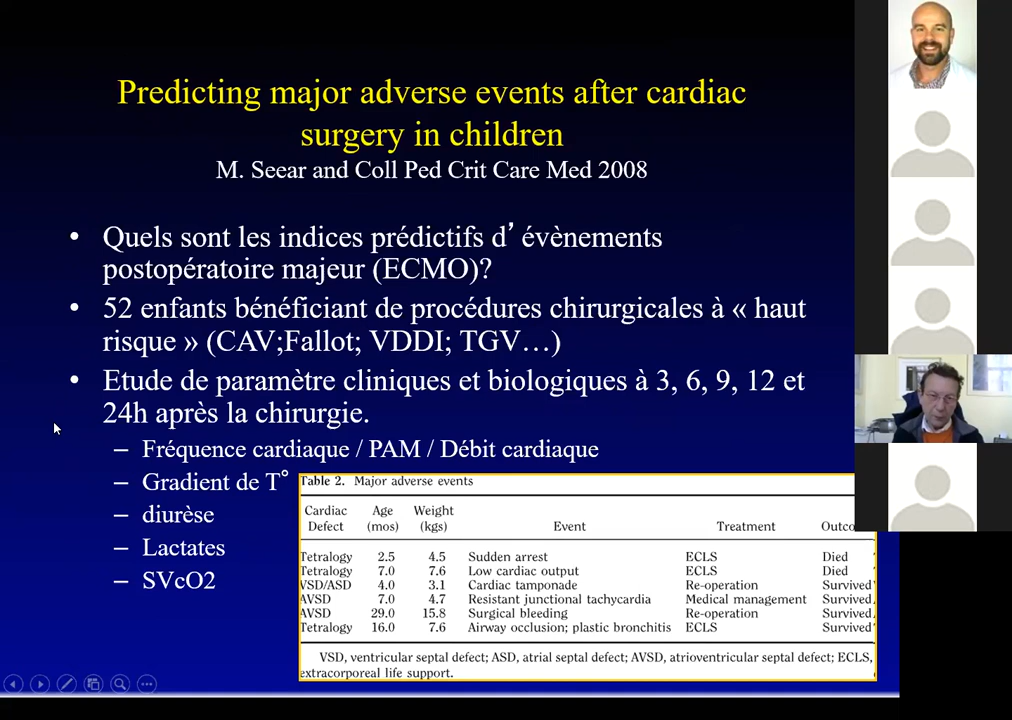 Predicting major adverse events after cardiac
surgery in children
M. Seear and Coll Ped Crit Care Med 2008
• Quels sont les indices prédictifs d’ évènements
postopératoire majeur (ECMO)?
• 52 enfants bénéficiant de procédures chirurgicales à « haut
risque » (CAV;Fallot; VDDI; TGV…)
• Etude de paramètre cliniques et biologiques à 3, 6, 9, 12 et
24h après la chirurgie.
– Fréquence cardiaque / PAM / Débit cardiaque
– Gradient de T°
– diurèse
– Lactates
– SVcO2
Table 2. Major adverse events
Cardiac Defect Age (mos) Weight (kgs) Event Treatment
Tetralogy 2.5 4.5 Sudden arrest ECLS Died
Tetralogy 7.0 7.6 Low cardiac output ECLS Died
VSD/ASD 4.0 3.1 Cardiac tamponade Re-operation Survived
AVSD 7.0 4.7 Resistant junctional tachycardia Medical management Survived
AVSD 29.0 15.8 Surgical bleeding Re-operation Survived
Tetralogy 16.0 7.6 Airway occlusion; plastic bronchitis ECLS Survived
VSD, ventricular septal defect; ASD, atrial septal defect; AVSD, atrioventricular septal defect; ECLS,
extracorporeal life support.